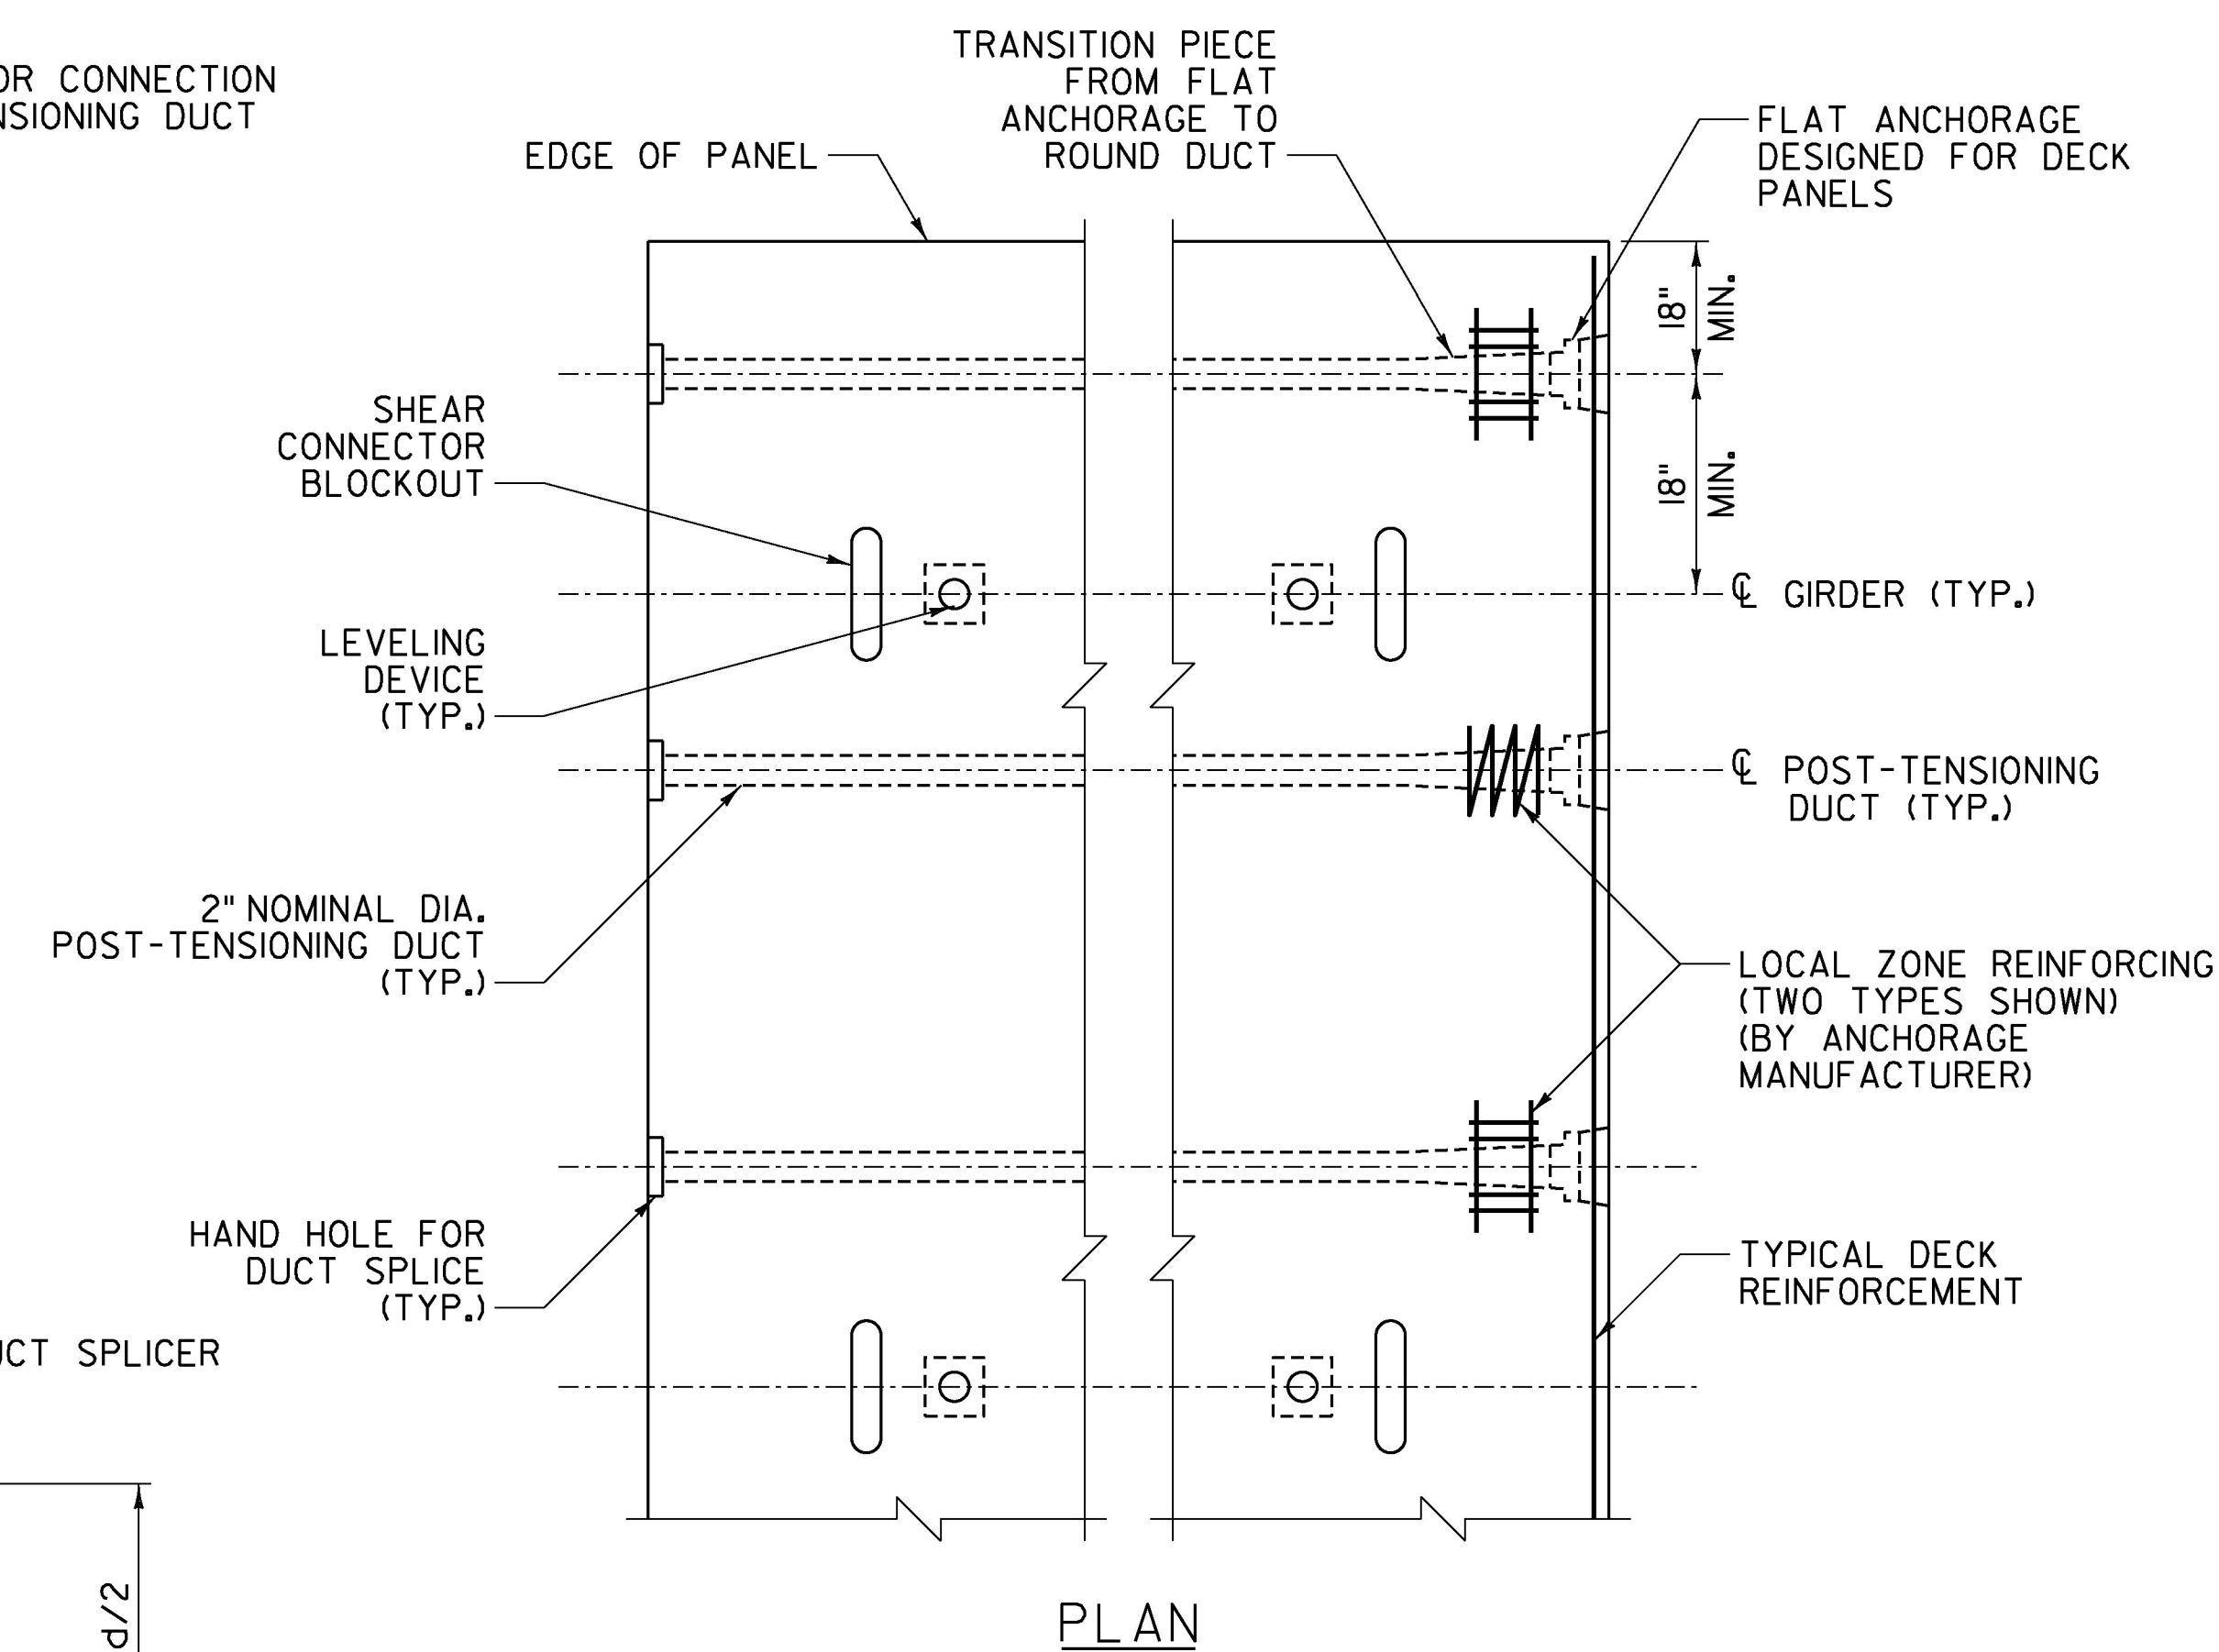 TRANSITION PIECE
FROM FLAT
ANCHORAGE TO
ROUND DUCT
OR CONNECTION
NSIONING DUCT
EDGE OF PANEL
FLAT ANCHORAGE
DESIGNED FOR DECK
PANELS
18"
MIN.
SHEAR
CONNECTOR
BLOCKOUT
18"
MIN.
℄ GIRDER (TYP.)
LEVELING
DEVICE
(TYP.)
℄ POST-TENSIONING
DUCT (TYP.)
2" NOMINAL DIA.
POST-TENSIONING DUCT
(TYP.)
LOCAL ZONE REINFORCING
(TWO TYPES SHOWN)
(BY ANCHORAGE
MANUFACTURER)
HAND HOLE FOR
DUCT SPLICE
(TYP.)
TYPICAL DECK
REINFORCEMENT
UCT SPLICER
d/2
PLAN